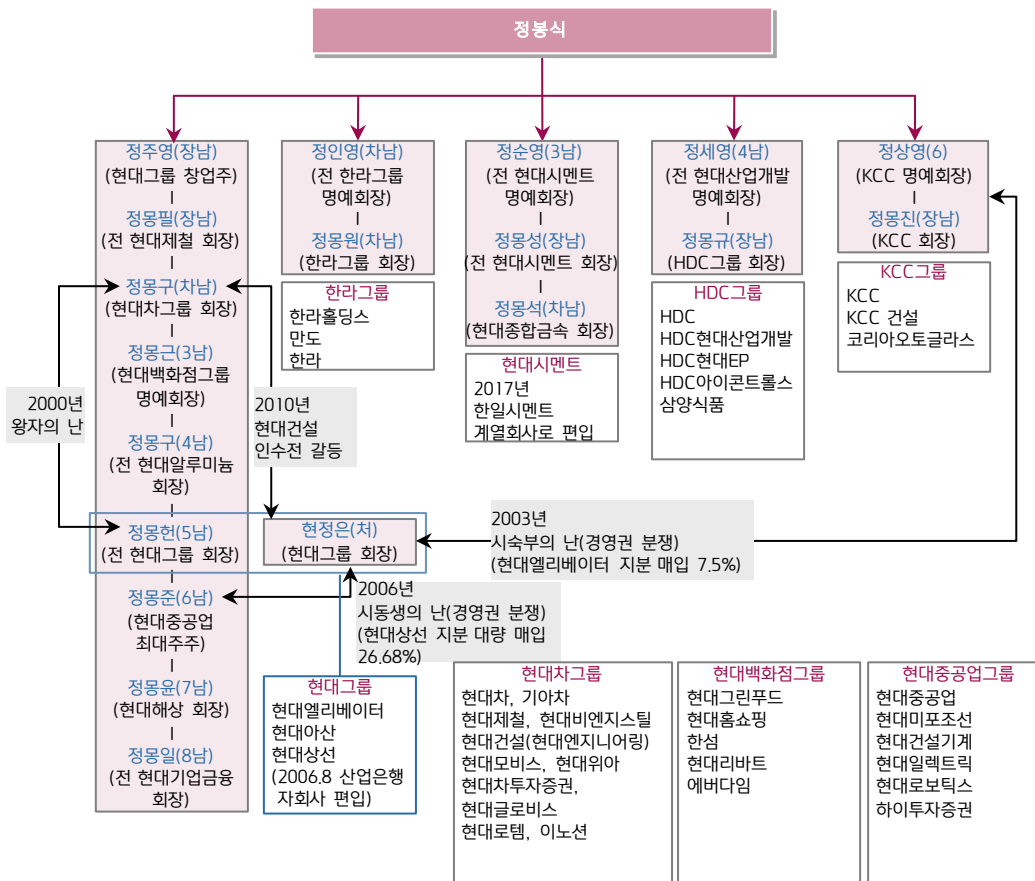 정봉식
정주영(장남)
(현대그룹 창업주)
정몽필(장남)
(전 현대제철 회장)
정몽구(차남)
(현대차그룹 회장)
정몽근(3남)
(현대백화점그룹
명예회장)
정몽구(4남)
(전 현대알루미늄
회장)
정몽헌(5남)
(전 현대그룹 회장)
정몽준(6남)
(현대중공업
최대주주)
정몽윤(7남)
(현대해상 회장)
정몽일(8남)
(전 현대기업금융
회장)
정인영(차남)
(전 한라그룹
명예회장)
정몽원(차남)
(한라그룹 회장)
한라그룹
한라홀딩스
만도
한라
정순영(3남)
(전 현대시멘트
명예회장)
정몽성(장남)
(전 현대시멘트 회장)
정몽석(차남)
(현대종합금속 회장)
현대시멘트
2017년
한일시멘트
계열회사로 편입
정세영(4남)
(전 현대산업개발
명예회장)
정몽규(장남)
(HDC그룹 회장)
HDC그룹
HDC
HDC현대산업개발
HDC현대EP
HDC아이콘트롤스
삼양식품
정상영(6)
(KCC 명예회장)
정몽진(장남)
(KCC 회장)
KCC그룹
KCC
KCC 건설
코리아오토글라스
2000년
왕자의 난
2010년
현대건설
인수전 갈등
현정은(처)
(현대그룹 회장)
2003년
시숙부의 난(경영권 분쟁)
(현대엘리베이터 지분 매입 7.5%)
2006년
시동생의 난(경영권 분쟁)
(현대상선 지분 대량 매입
26.68%)
현대그룹
현대엘리베이터
현대아산
현대상선
(2006.8 산업은행
자회사 편입)
현대차그룹
현대차, 기아차
현대제철, 현대비엔지스틸
현대건설(현대엔지니어링)
현대모비스, 현대위아
현대차투자증권,
현대글로비스
현대로템, 이노션
현대백화점그룹
현대그린푸드
현대홈쇼핑
한섬
현대리바트
에버다임
현대중공업그룹
현대중공업
현대미포조선
현대건설기계
현대일렉트릭
현대로보틱스
하이투자증권